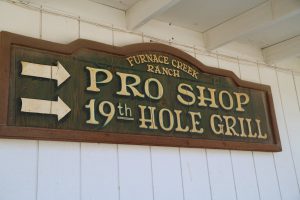 FURNACE CREEK
RANCH
PRO SHOP
19th HOLE GRILL